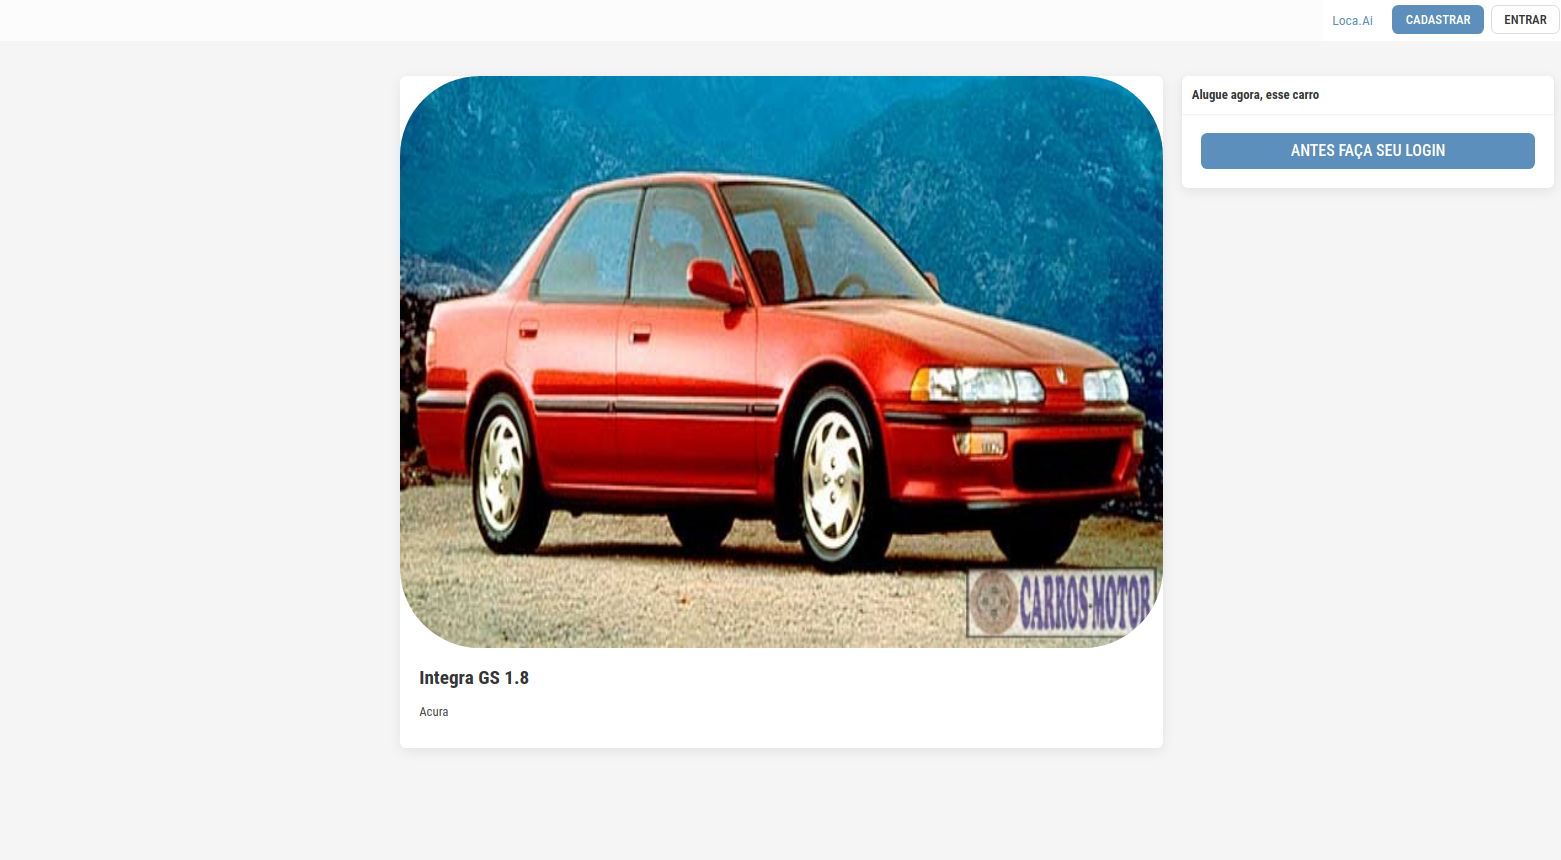 Loca.Ai
CADASTRAR
ENTRAR
Alugue agora, esse carro
ANTES FAÇA SEU LOGIN
CARROS-MOTOR
Integra GS 1.8
Acura